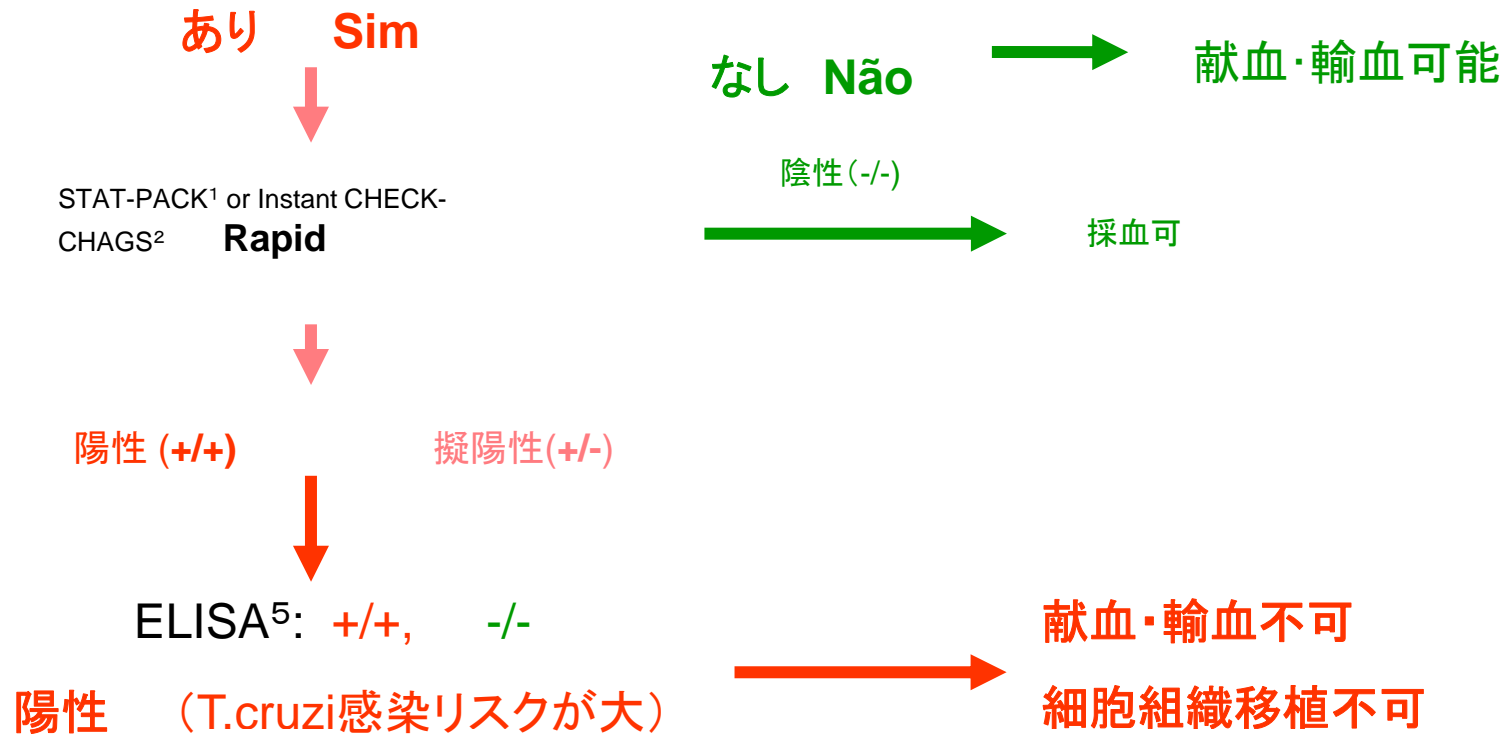 あり Sim
なし Não
献血･輸血可能
陰性（-/-)
STAT-PACK¹ or Instant CHECK-
CHAGS² Rapid
採血可
陽性 (+/+)
擬陽性(+/-)
ELISA⁵: +/+, -/-
献血･輸血不可
陽性 （T.cruzi感染リスクが大）
細胞組織移植不可